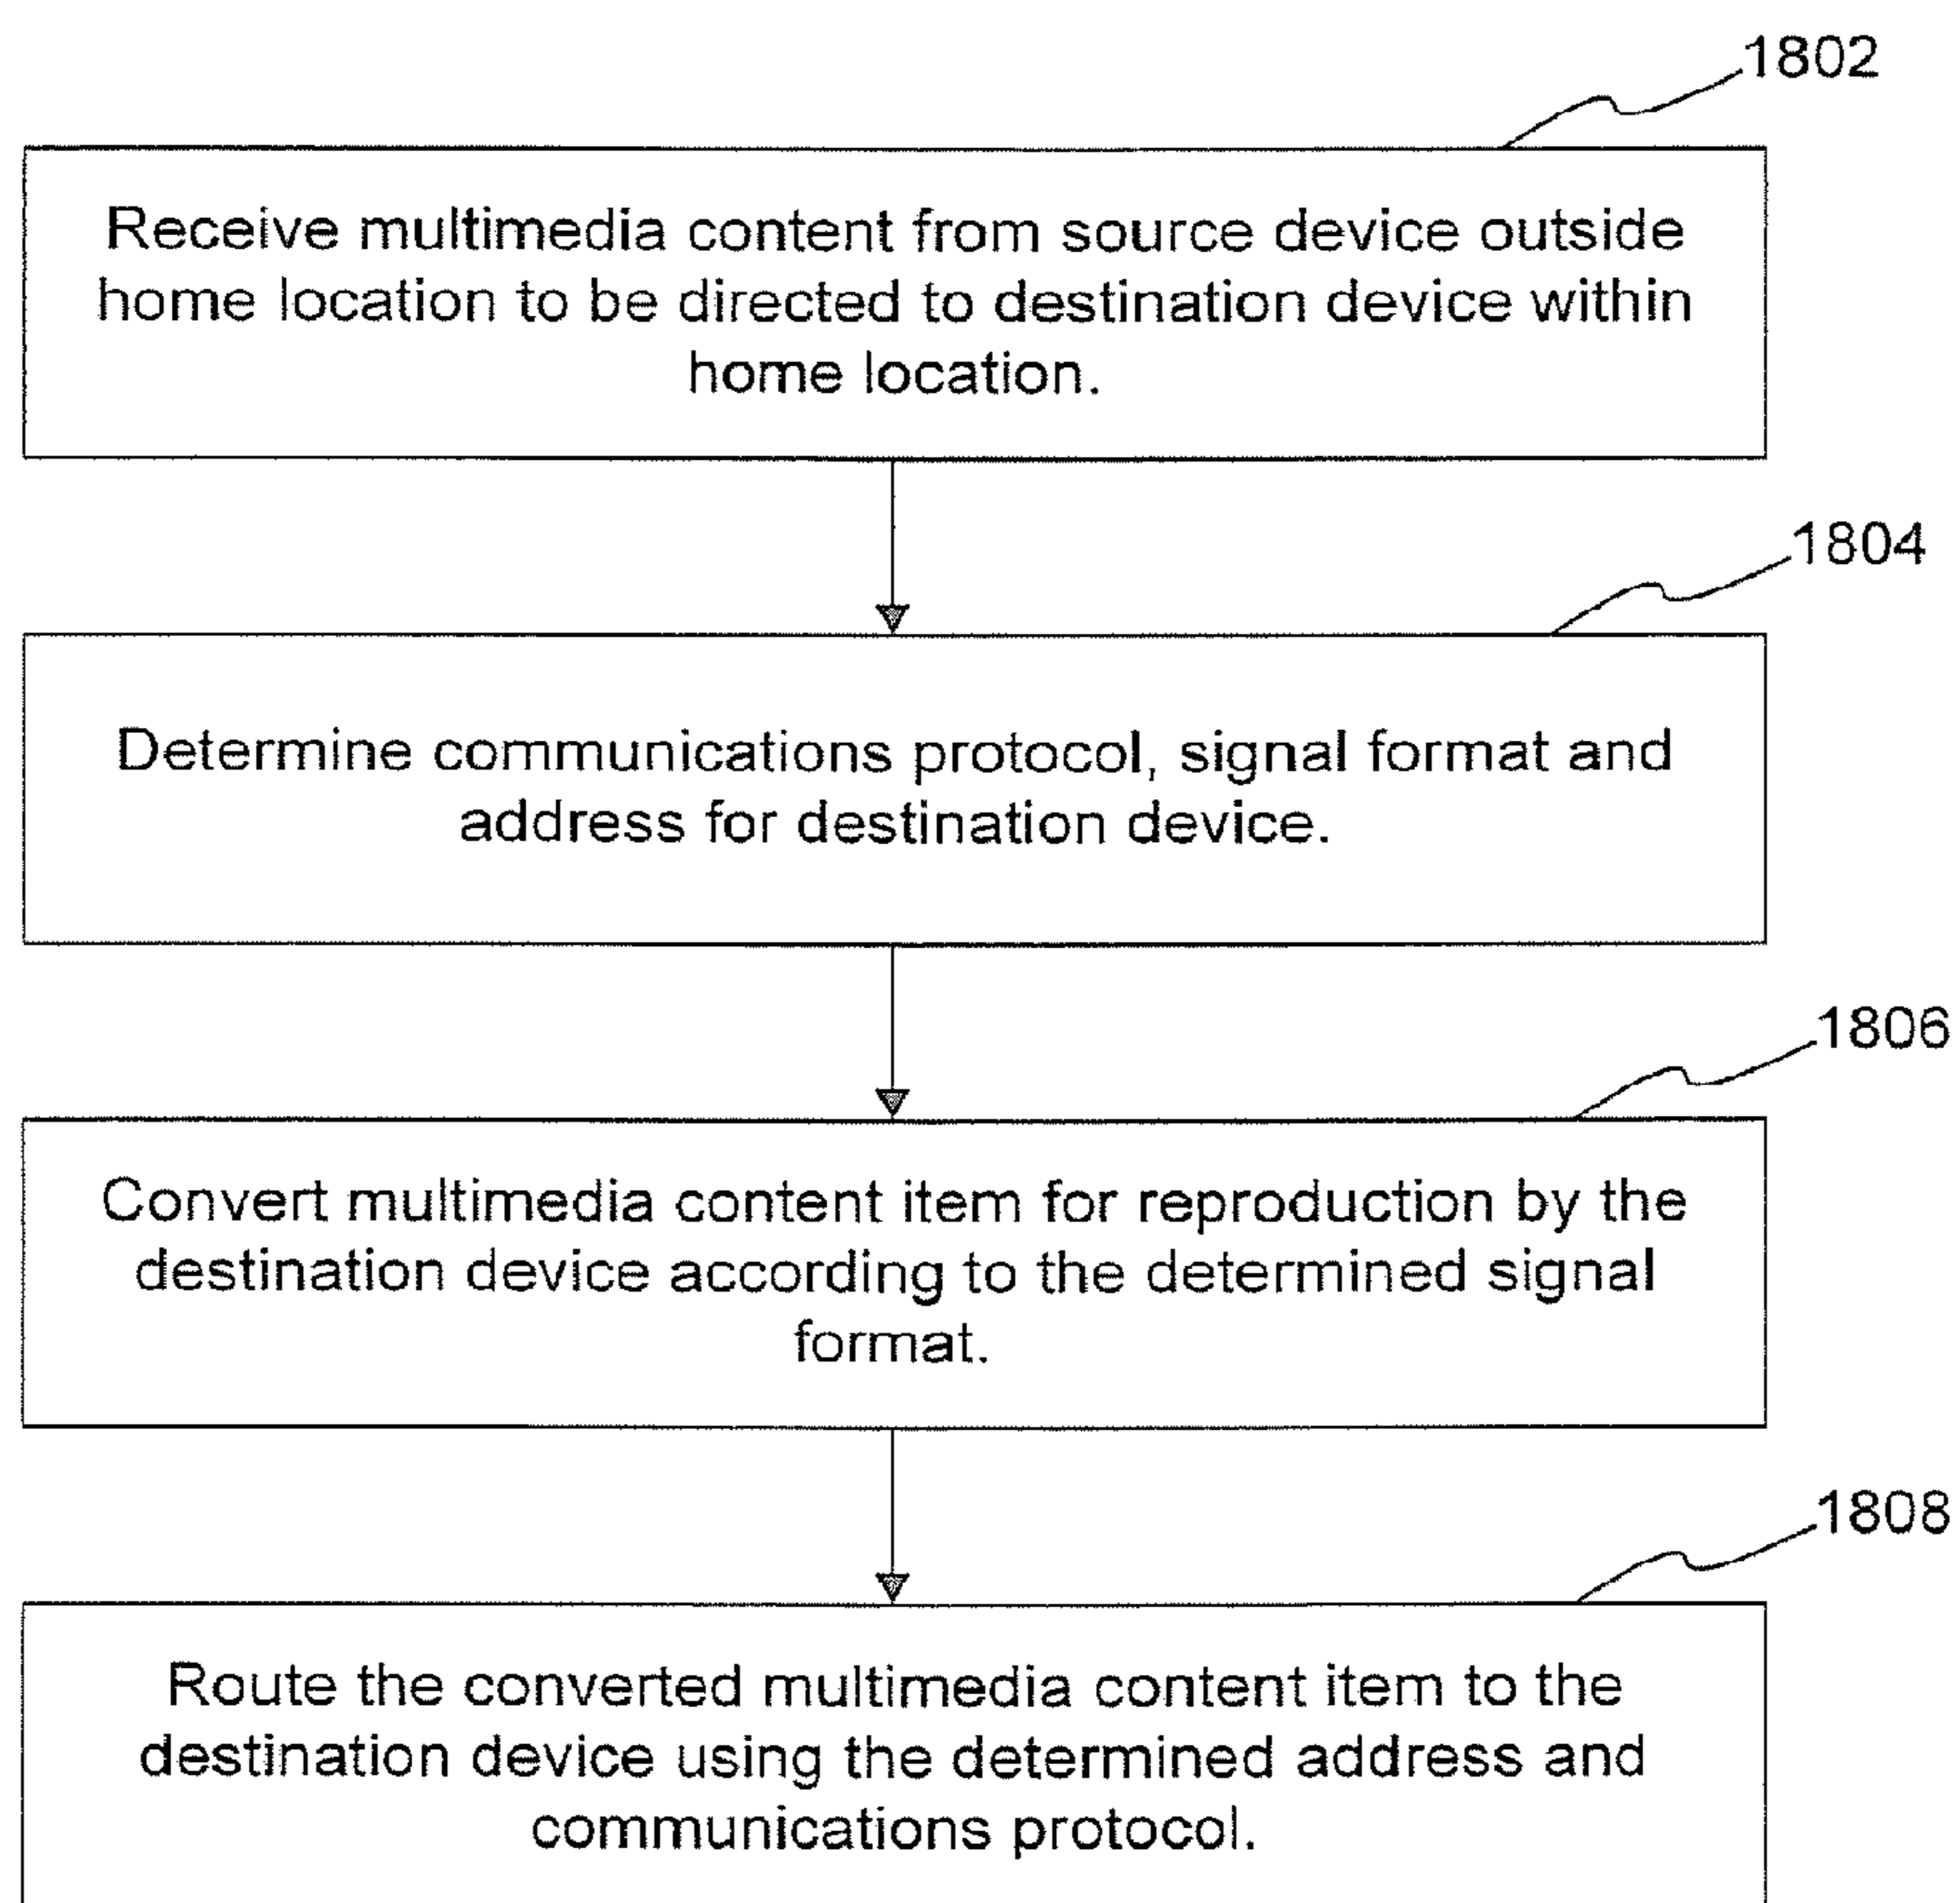 1802
Receive multimedia content from source device outside
home location to be directed to destination device within
home location.
1804
Determine communications protocol, signal format and
address for destination device.
1806
Convert multimedia content item for reproduction by the
destination device according to the determined signal
format.
1808
Route the converted multimedia content item to the
destination device using the determined address and
communications protocol.